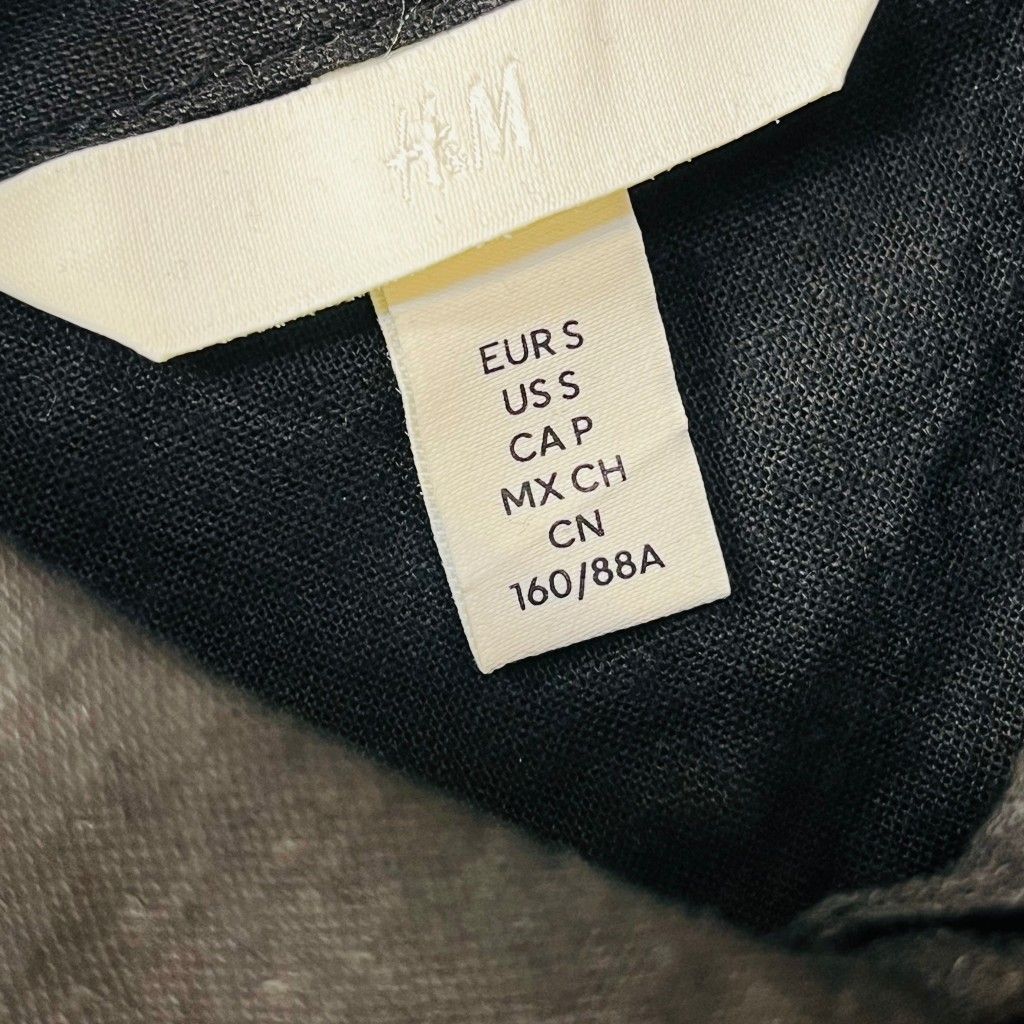 H&M
EUR S
US S
CA P
MX CH
CN
160/88A